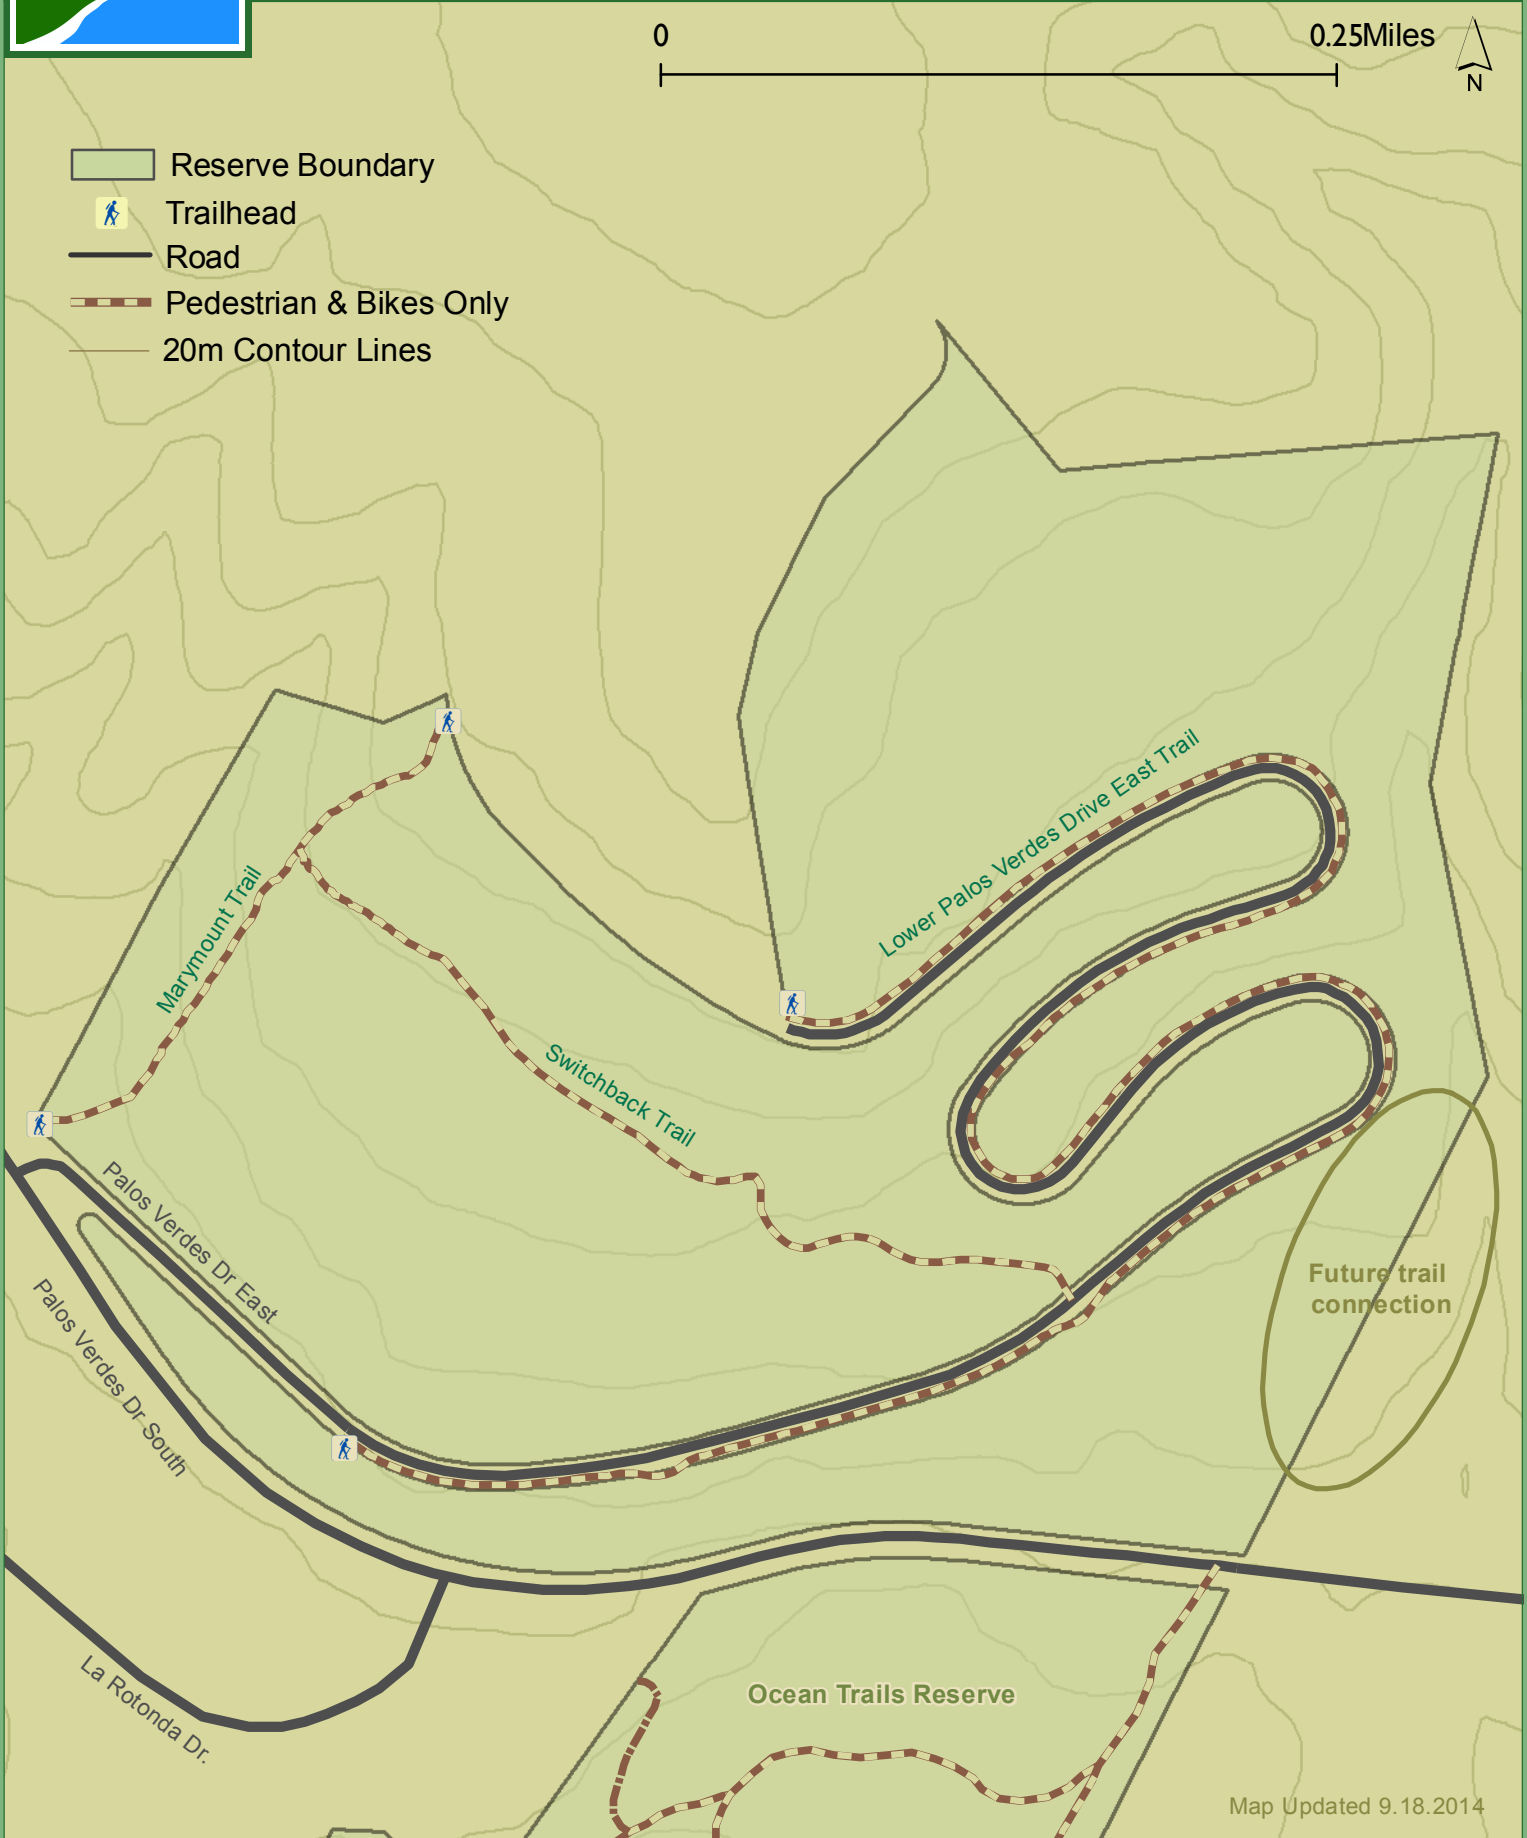 0
0.25Miles
N
Reserve Boundary
Trailhead
Road
Pedestrian & Bikes Only
20m Contour Lines
Lower Palos Verdes Drive East Trail
Marymount Trail
Switchback Trail
Palos Verdes Dr East
Palos Verdes Dr South
Future trail
connection
La Rotonda Dr.
Ocean Trails Reserve
Map Updated 9.18.2014